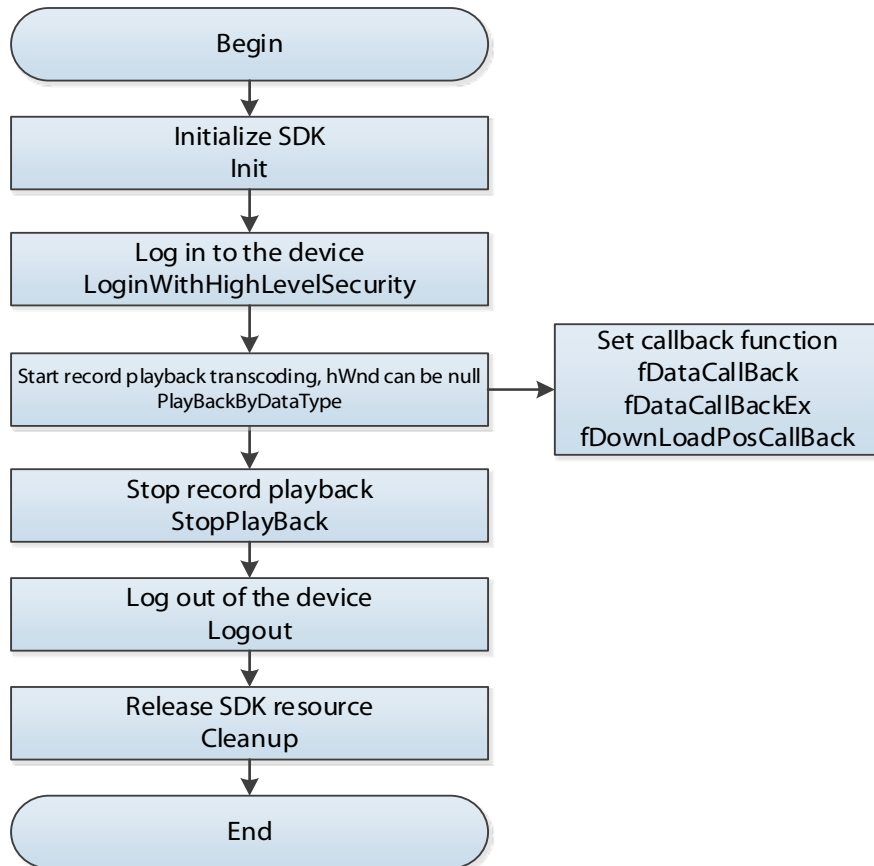 Begin
Initialize SDK
Init
Log in to the device
LoginWithHighLevelSecurity
Start record playback transcoding, hWnd can be null
PlayBackByDataType
Set callback function
fDataCallBack
fDataCallBackEx
fDownLoadPosCallBack
Stop record playback
StopPlayBack
Log out of the device
Logout
Release SDK resource
Cleanup
End